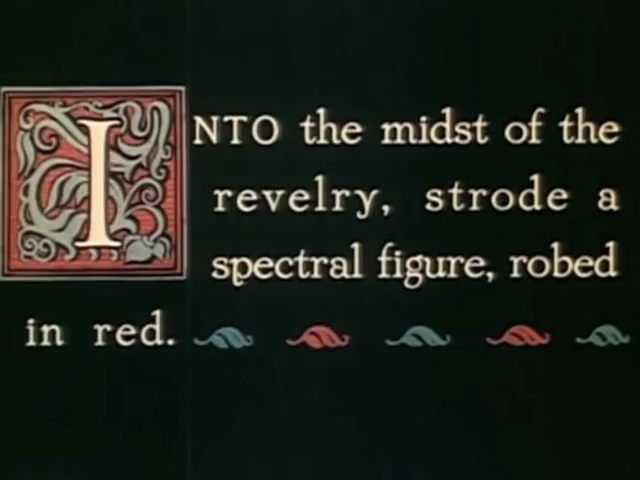 INTO the midst of the
revelry, strode a
spectral figure, robed
in red.